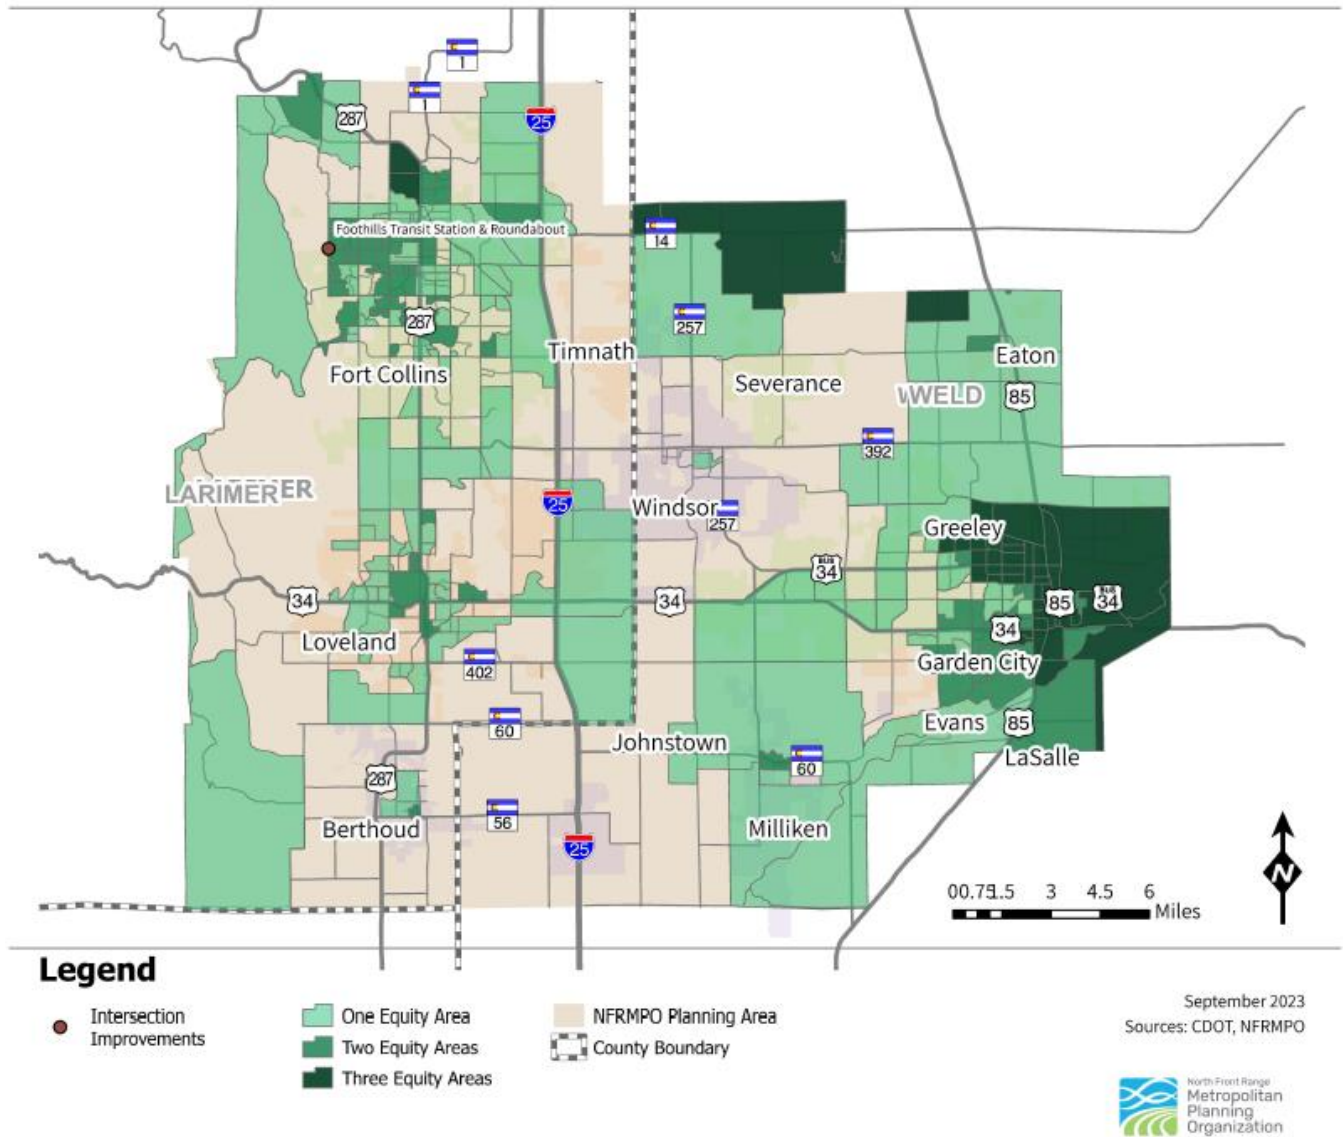 1
1
287
25
14
Foothills Transit Station & Roundabout
257
287
Timnath
Eaton
Fort Collins
Severance
WELD
85
392
LARIMER
25
Windsor
257
Greeley
BUS
34
34
34
85
34
34
Loveland
Garden City
402
60
Evans
85
Johnstown
LaSalle
60
287
56
Berthoud
Milliken
25
N
0 0.75 1.5 3 4.5 6
Miles
Legend
Intersection
Improvements
One Equity Area
Two Equity Areas
Three Equity Areas
NFRMPO Planning Area
County Boundary
September 2023
Sources: CDOT, NFRMPO
North Front Range
Metropolitan
Planning
Organization